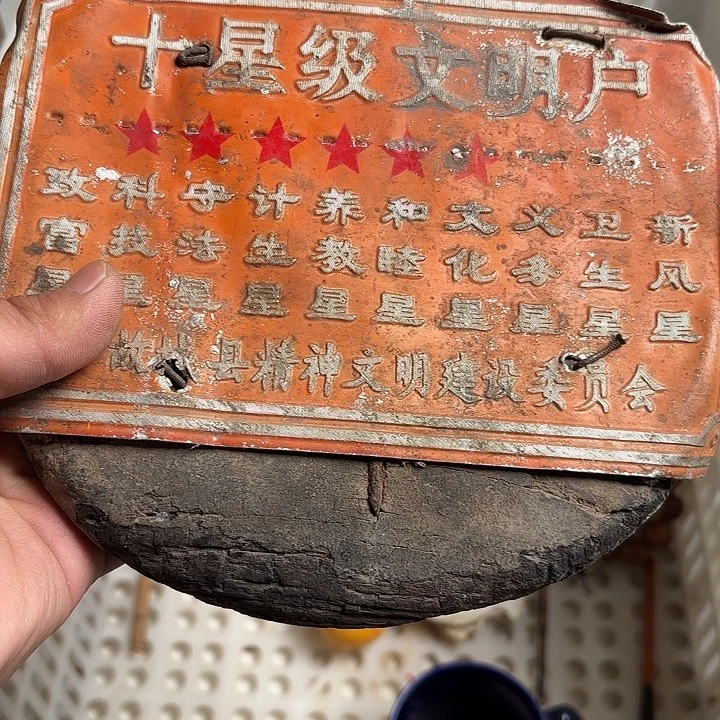 十星级文明户
致富星
科技星
守法星
计生星
养教星
和睦星
文化星
义务星
卫生星
新风星
故城县精神文明建设委员会